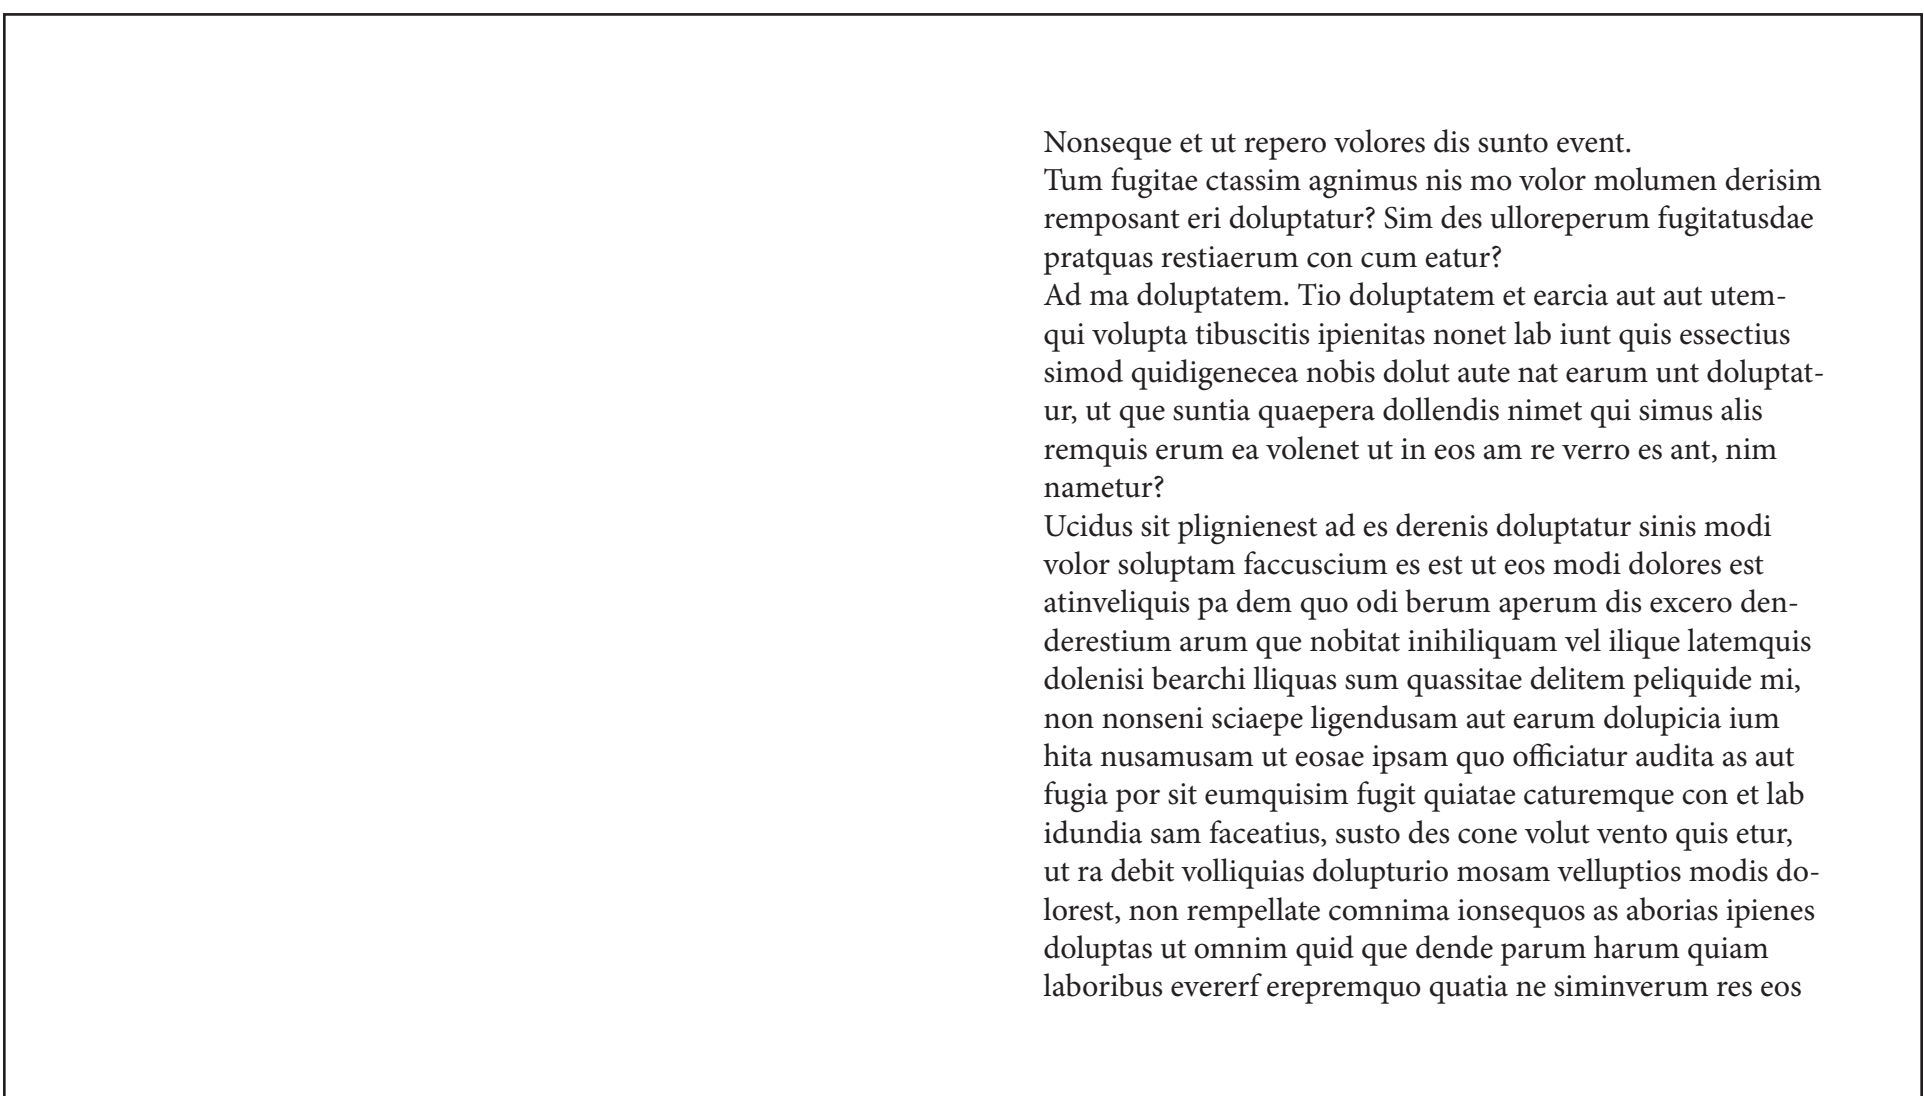 Nonseque et ut repero volores dis sunto event.
Tum fugitae ctassim agnimus nis mo volor molumen derisim
remposant eri doluptatur? Sim des ulloreperum fugitatusdae
pratquas restiaerum con cum eatur?
Ad ma doluptatem. Tio doluptatem et earcia aut aut utem-
qui volupta tibuscitis ipienitas nonet lab iunt quis essectius
simod quidigenecea nobis dolut aute nat earum unt doluptat-
ur, ut que suntia quaepera dollendis nimet qui simus alis
remquis erum ea volenet ut in eos am re verro es ant, nim
nametur?
Ucidus sit plignienest ad es derenis doluptatur sinis modi
volor soluptam faccuscium es est ut eos modi dolores est
atinveliquis pa dem quo odi berum aperum dis excero den-
derestium arum que nobitat inihiliquam vel ilique latemquis
dolenisi bearchi lliquas sum quassitae delitem peliquide mi,
non nonseni sciaepe ligendusam aut earum dolupicia ium
hita nusamusam ut eosae ipsam quo officiatur audita as aut
fugia por sit eumquisim fugit quiatae caturemque con et lab
idundia sam faceatius, susto des cone volut vento quis etur,
ut ra debit volliquias dolupturio mosam velluptios modis do-
lorest, non rempellate comnima ionsequos as aborias ipienes
doluptas ut omnim quid que dende parum harum quiam
laboribus evererf erepremquo quatia ne siminverum res eos